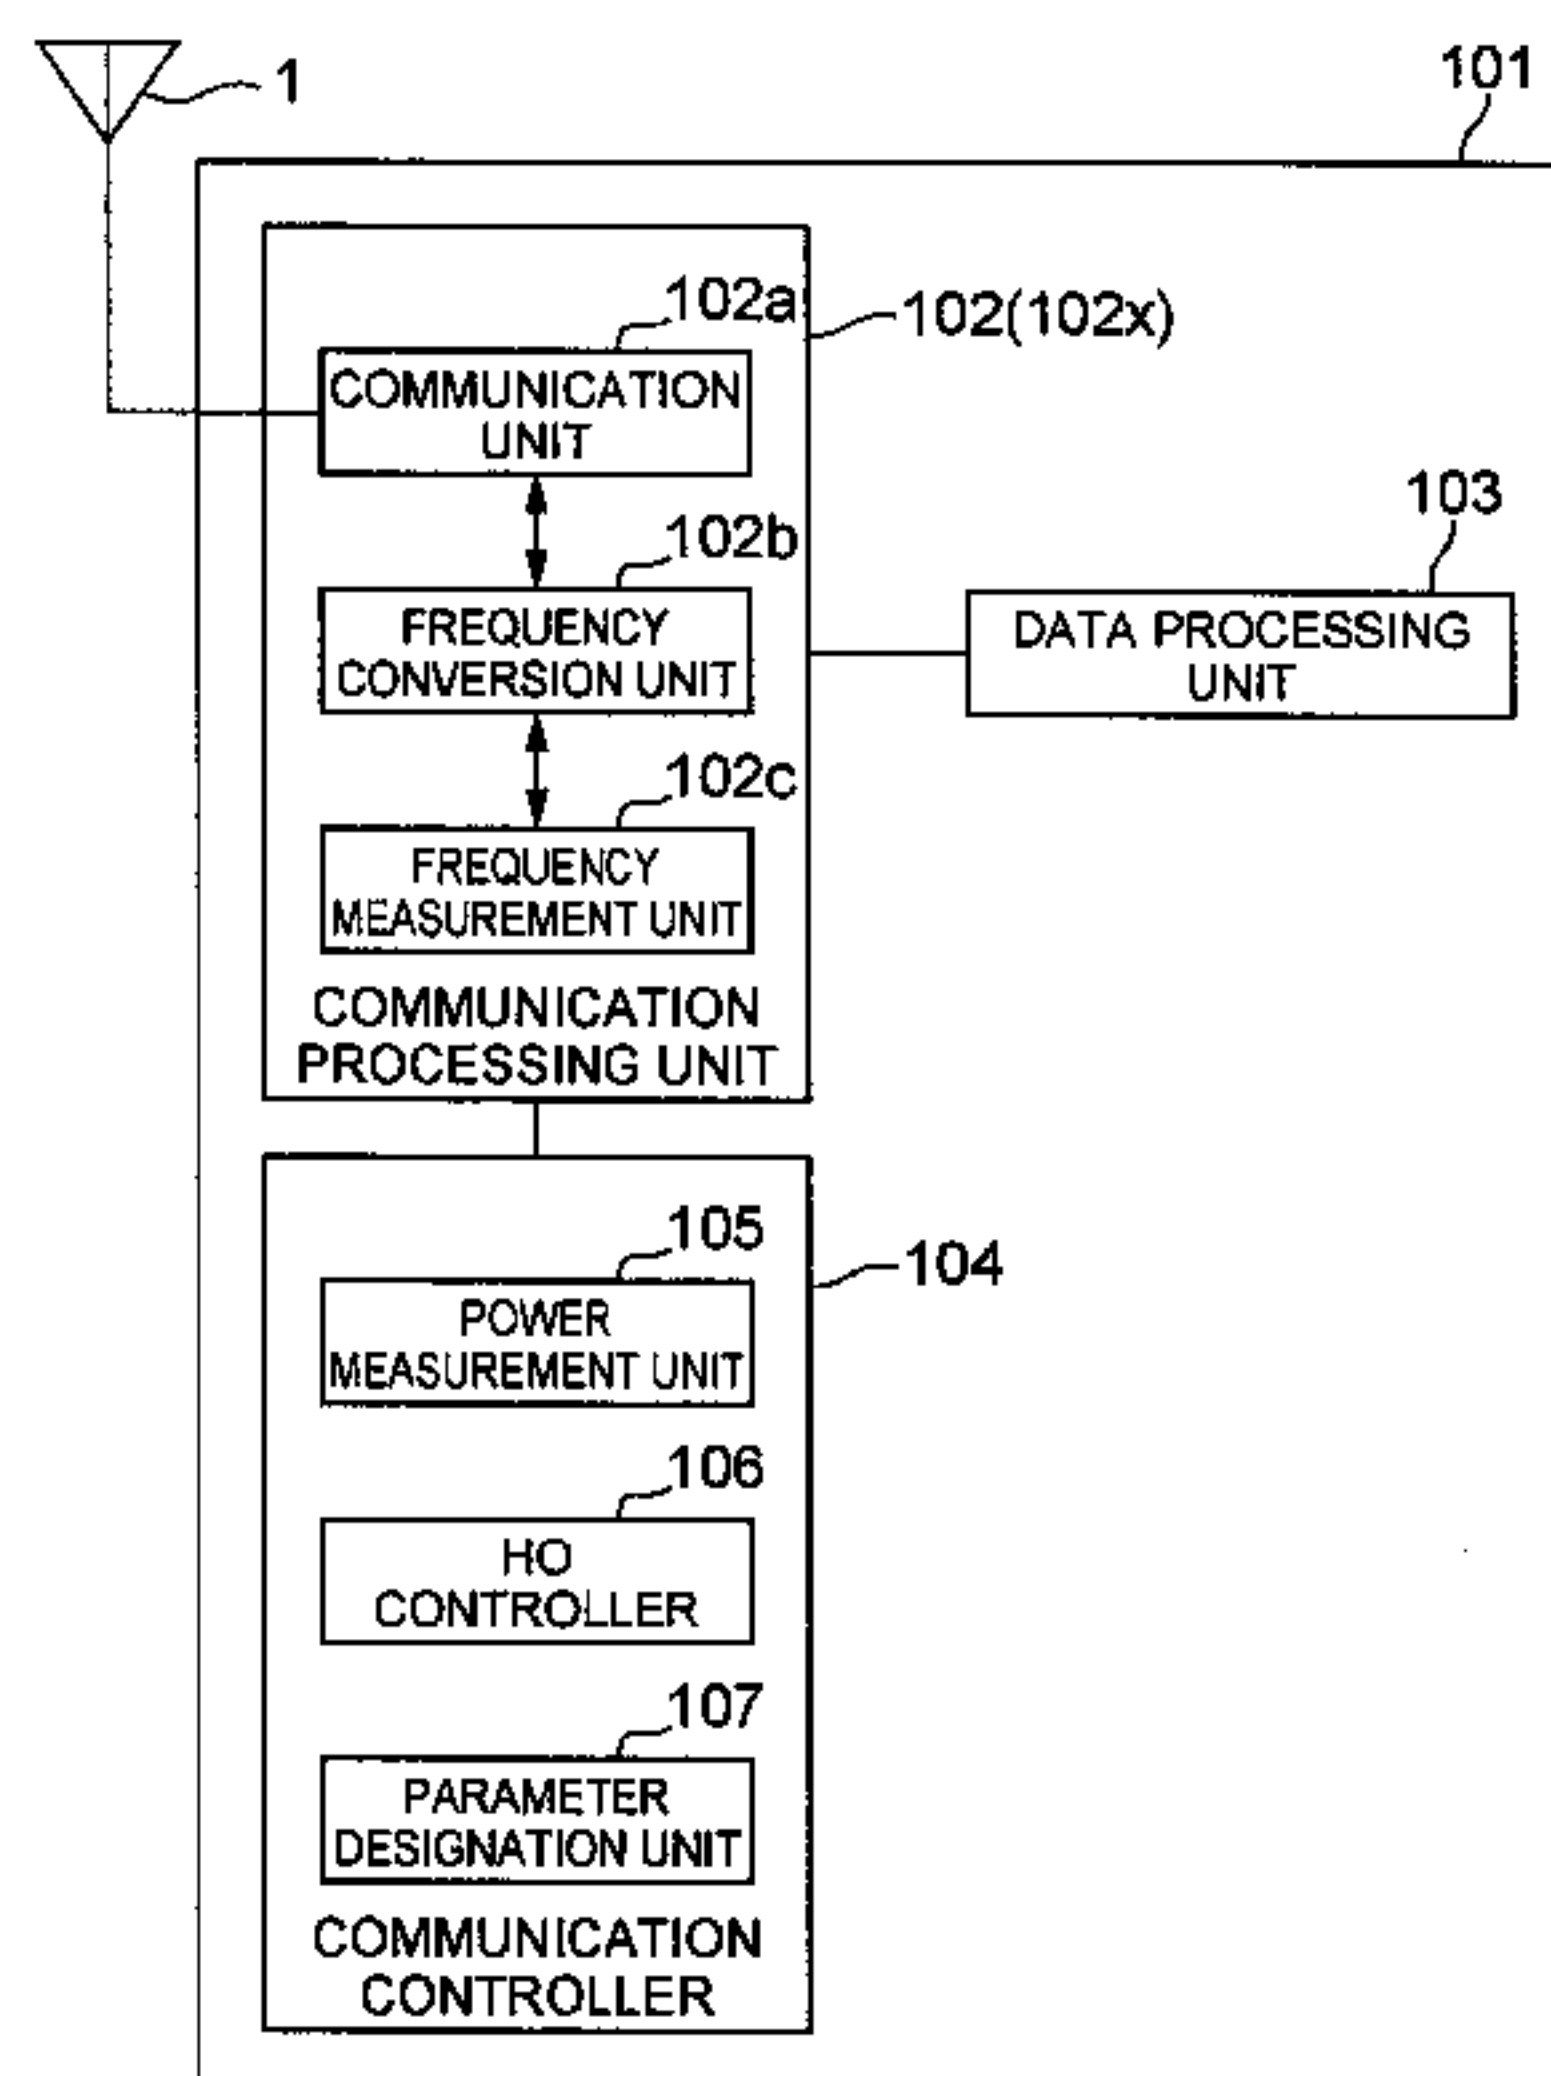 1
101
102a
102(102x)
COMMUNICATION
UNIT
102b
103
FREQUENCY
CONVERSION UNIT
DATA PROCESSING
UNIT
102c
FREQUENCY
MEASUREMENT UNIT
COMMUNICATION
PROCESSING UNIT
105
104
POWER
MEASUREMENT UNIT
106
HO
CONTROLLER
107
PARAMETER
DESIGNATION UNIT
COMMUNICATION
CONTROLLER